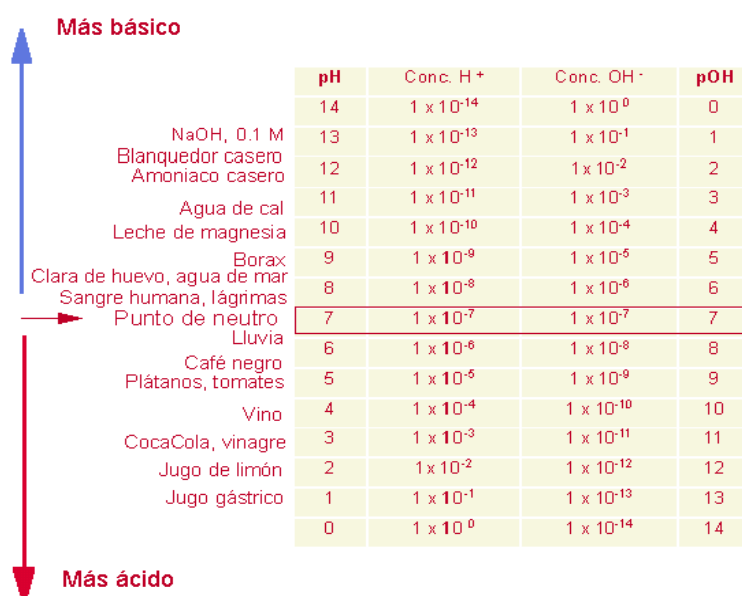 Más básico
pH Conc. H + Conc. OH - pOH
14 1 x 10-14 1 x 10 0 0
NaOH, 0.1 M 13 1 x 10-13 1 x 10-1 1
Blanquedor casero
Amoniaco casero 12 1 x 10-12 1x 10-2 2
11 1 x 10-11 1 x 10-3 3
Agua de cal
Leche de magnesia 10 1 x 10-10 1 x 10-4 4
Borax 9 1 x 10-9 1 x 10-5 5
Clara de huevo, agua de mar
8 1 x 10-8 1 x 10-6 6
Sangre humana, lágrimas
Punto de neutro 7 1 x 10-7 1 x 10-7 7
Lluvia
6 1 x 10-6 1 x 10-8 8
Café negro
Plátanos, tomates 5 1 x 10-5 1 x 10-9 9
Vino 4 1 x 10-4 1 x 10-10 10
CocaCola, vinagre 3 1 x 10-3 1 x 10-11 11
Jugo de limón 2 1x 10-2 1 x 10-12 12
Jugo gástrico 1 1 x 10-1 1 x 10-13 13
0 1 x 10 0 1 x 10-14 14
Más ácido